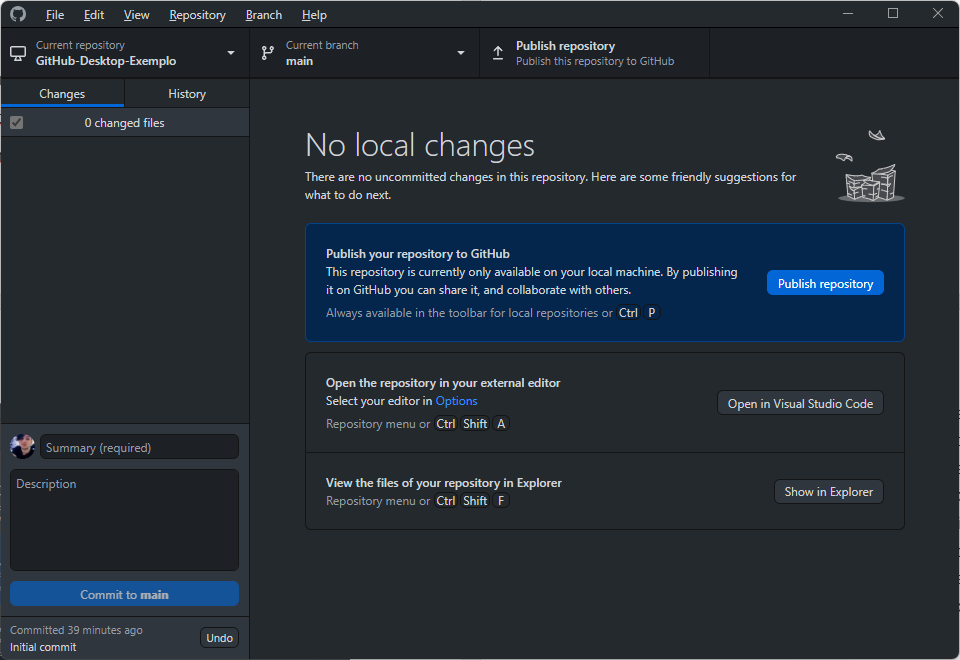 File Edit View Repository Branch Help
Current repository
GitHub-Desktop-Exemplo
Current branch
main
Publish repository
Publish this repository to GitHub
Changes History
0 changed files
No local changes
There are no uncommitted changes in this repository. Here are some friendly suggestions for
what to do next.
Publish your repository to GitHub
This repository is currently only available on your local machine. By publishing
it on GitHub you can share it, and collaborate with others.
Always available in the toolbar for local repositories or Ctrl P
Publish repository
Open the repository in your external editor
Select your editor in Options
Repository menu or Ctrl Shift A
Open in Visual Studio Code
View the files of your repository in Explorer
Repository menu or Ctrl Shift F
Show in Explorer
Summary (required)
Description
Commit to main
Committed 39 minutes ago
Initial commit
Undo